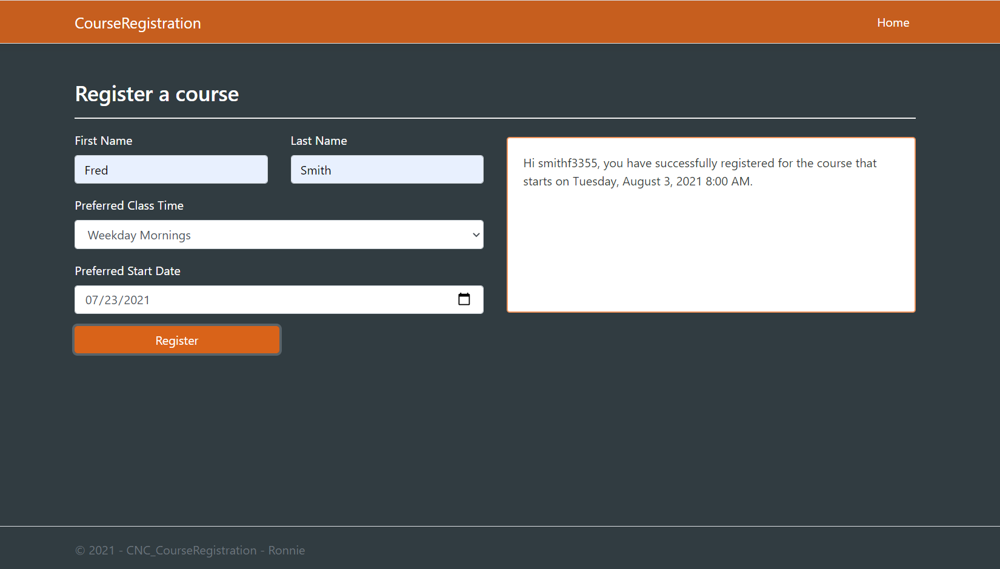 CourseRegistration
Home
Register a course
First Name
Last Name
Fred
Smith
Preferred Class Time
Weekday Mornings
Preferred Start Date
07/23/2021
Register
Hi smithf3355, you have successfully registered for the course that
starts on Tuesday, August 3, 2021 8:00 AM.
© 2021 - CNC_CourseRegistration - Ronnie